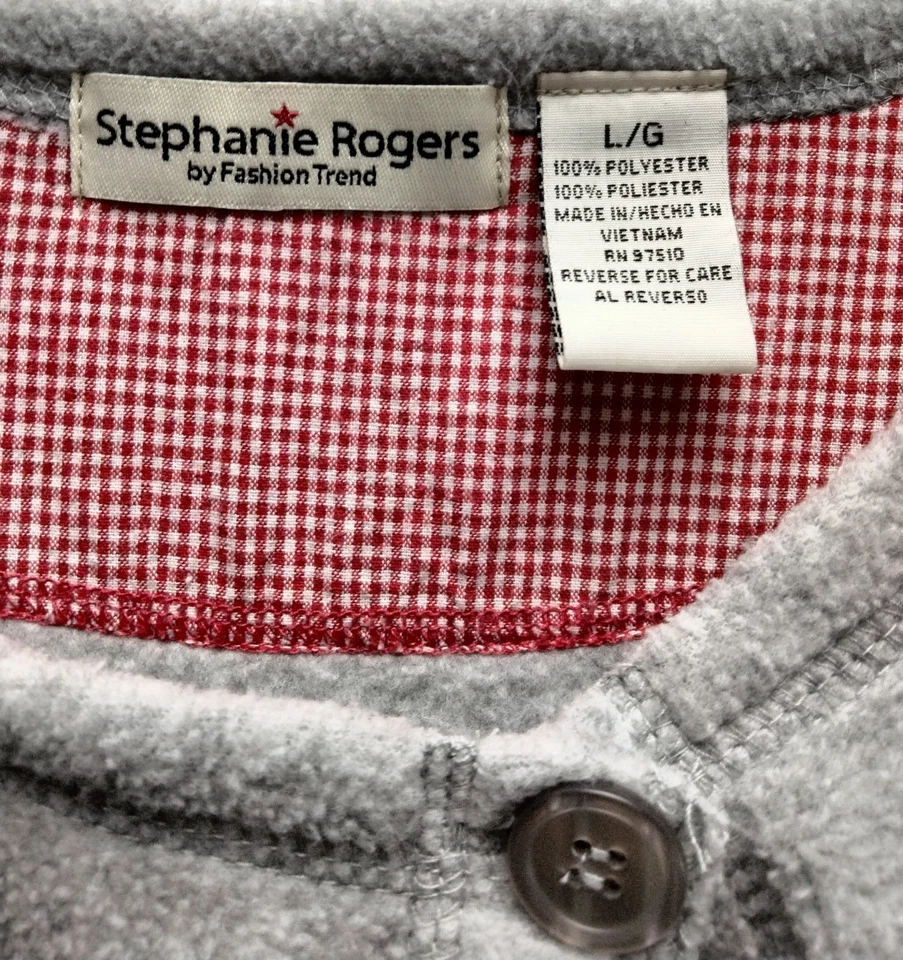 Stephanie Rogers
by Fashion Trend
L/G
100% POLYESTER
100% POLIESTER
MADE IN/HECHO EN
VIETNAM
RN 97510
REVERSE FOR CARE
AL REVERSO